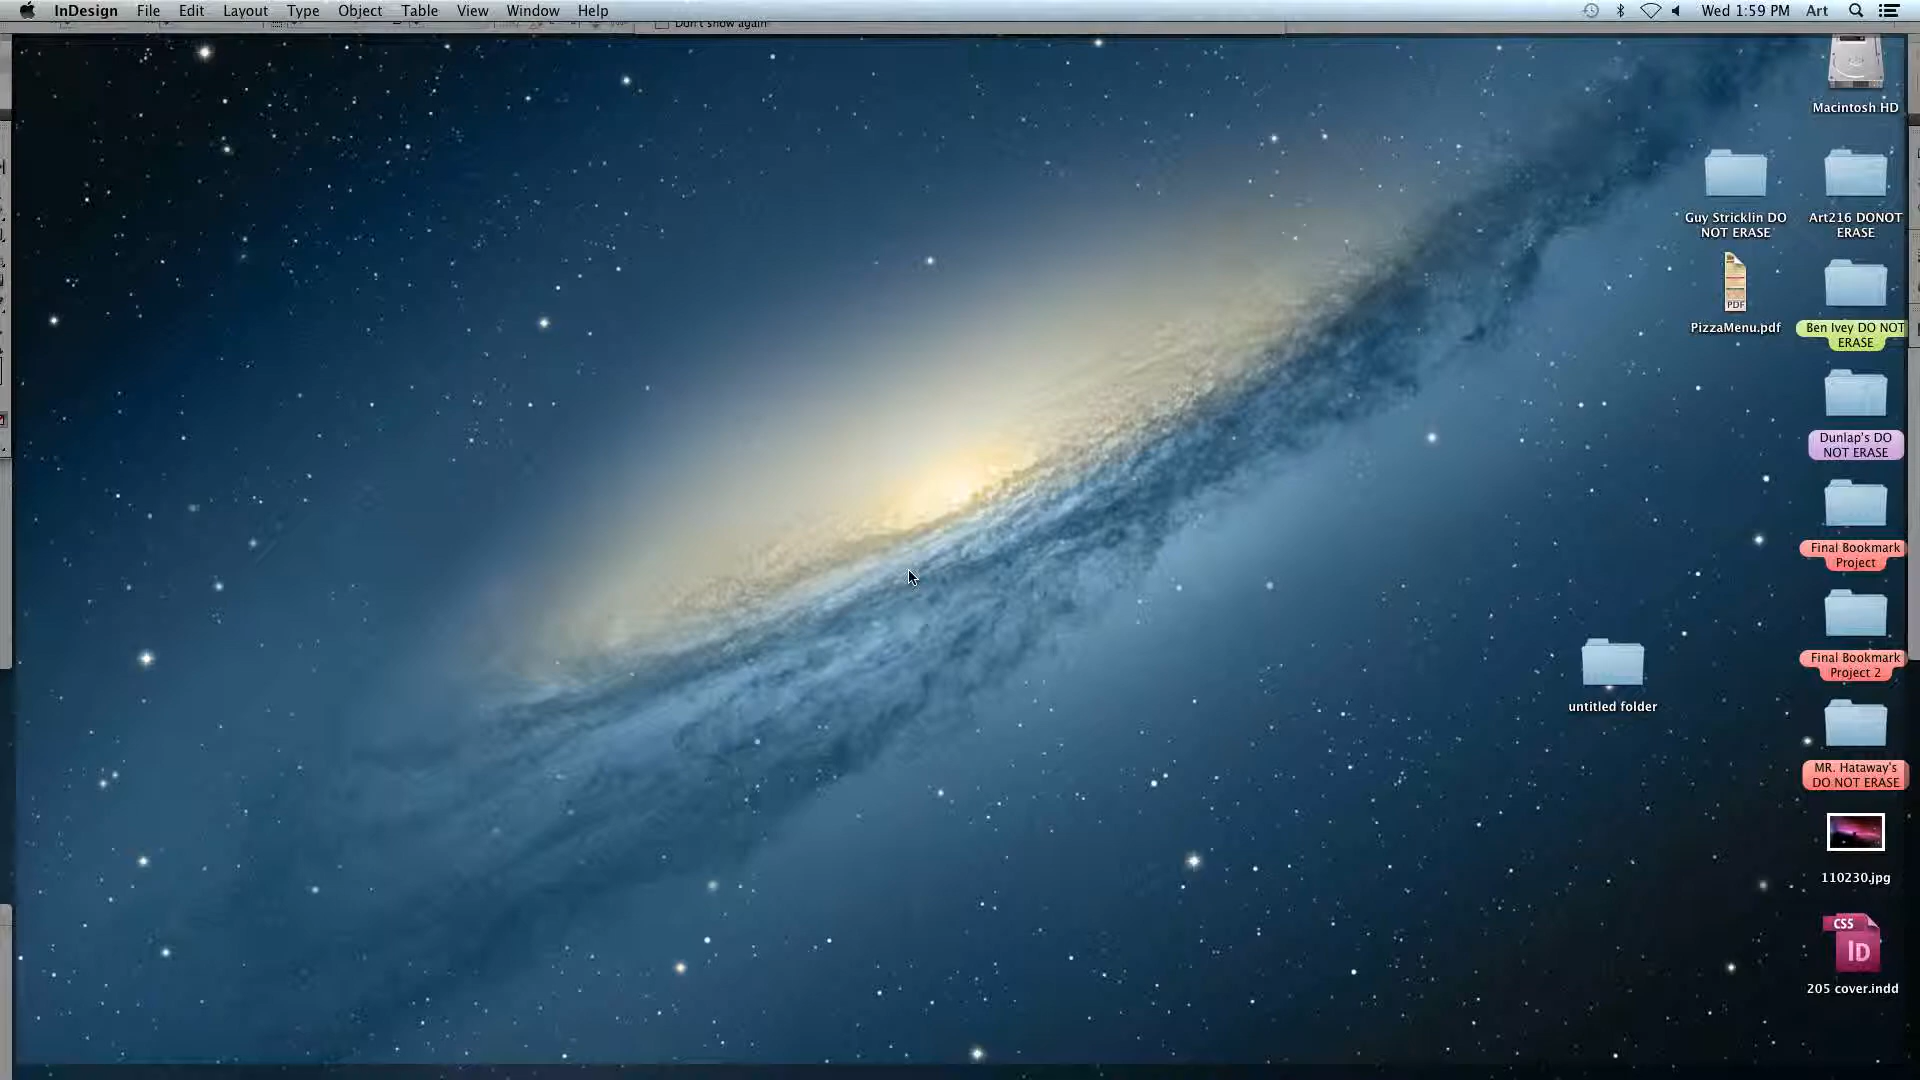 InDesign File Edit Layout Type Object Table View Window Help Wed 1:59 PM Art
Don't show again
Macintosh HD
Guy Stricklin DO
NOT ERASE
Art216 DONOT
ERASE
PDF
PizzaMenu.pdf
Ben Ivey DO NOT
ERASE
Dunlap's DO
NOT ERASE
Final Bookmark
Project
Final Bookmark
Project 2
untitled folder
MR. Hataway's
DO NOT ERASE
110230.jpg
CS5
ID
205 cover.indd